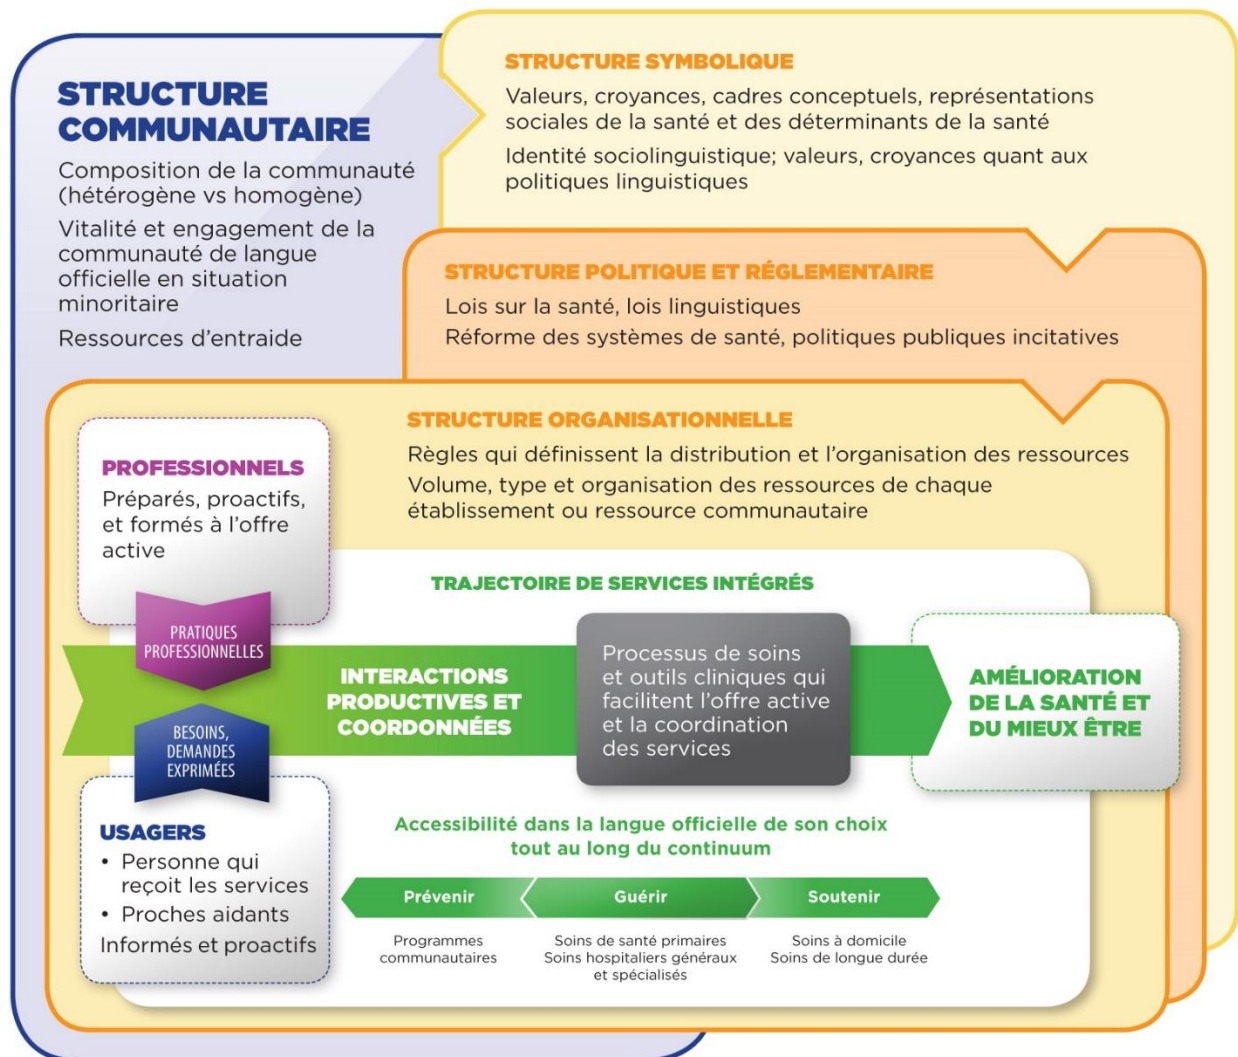 STRUCTURE
COMMUNAUTAIRE
Composition de la communauté
(hétérogène vs homogène)
Vitalité et engagement de la
communauté de langue
officielle en situation
minoritaire
Ressources d'entraide
STRUCTURE SYMBOLIQUE
Valeurs, croyances, cadres conceptuels, représentations
sociales de la santé et des déterminants de la santé
Identité sociolinguistique; valeurs, croyances quant aux
politiques linguistiques
STRUCTURE POLITIQUE ET RÉGLEMENTAIRE
Lois sur la santé, lois linguistiques
Réforme des systèmes de santé, politiques publiques incitatives
STRUCTURE ORGANISATIONNELLE
Règles qui définissent la distribution et l'organisation des ressources
Volume, type et organisation des ressources de chaque
établissement ou ressource communautaire
PROFESSIONNELS
Préparés, proactifs,
et formés à l'offre
active
PRATIQUES
PROFESSIONNELLES
BESOINS,
DEMANDES
EXPRIMÉES
USAGERS
• Personne qui
reçoit les services
• Proches aidants
Informés et proactifs
TRAJECTOIRE DE SERVICES INTÉGRÉS
INTERACTIONS
PRODUCTIVES ET
COORDONNÉES
Processus de soins
et outils cliniques qui
facilitent l'offre active
et la coordination
des services
AMÉLIORATION
DE LA SANTÉ ET
DU MIEUX ÊTRE
Accessibilité dans la langue officielle de son choix
tout au long du continuum
Prévenir
Guérir
Soutenir
Programmes
communautaires
Soins de santé primaires
Soins hospitaliers généraux
et spécialisés
Soins à domicile
Soins de longue durée